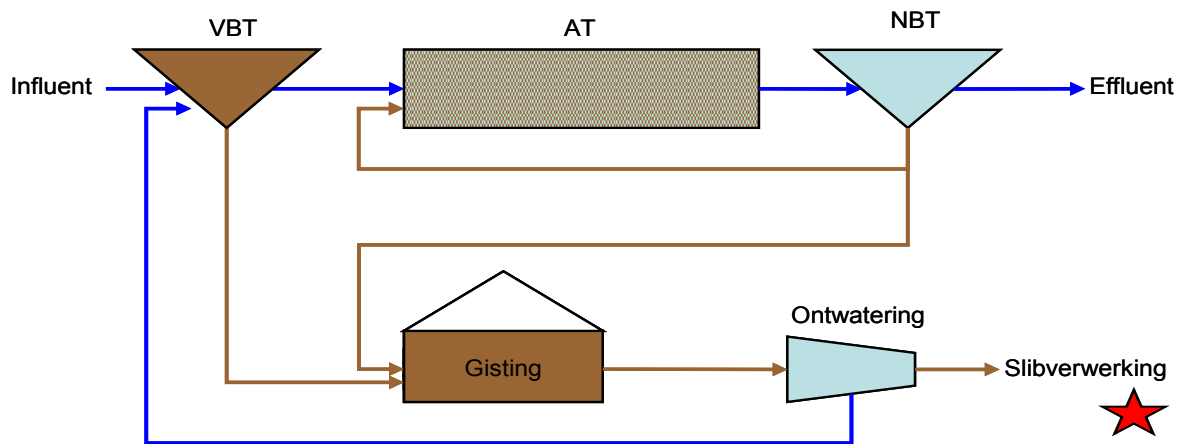 VBT
AT
NBT
Influent
Effluent
Ontwatering
Gisting
Slibverwerking